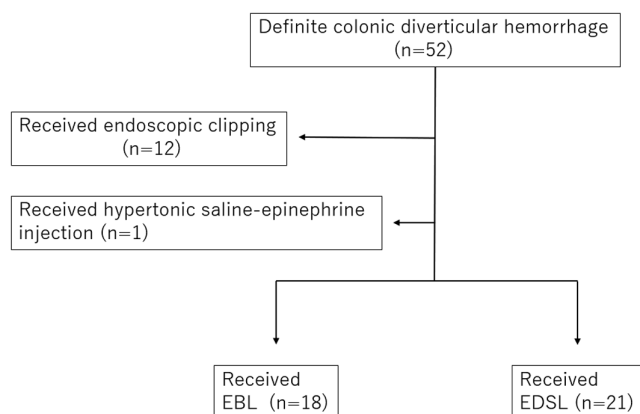 Definite colonic diverticular hemorrhage
(n=52)
Received endoscopic clipping
(n=12)
Received hypertonic saline-epinephrine
injection (n=1)
Received
EBL (n=18)
Received
EDSL (n=21)